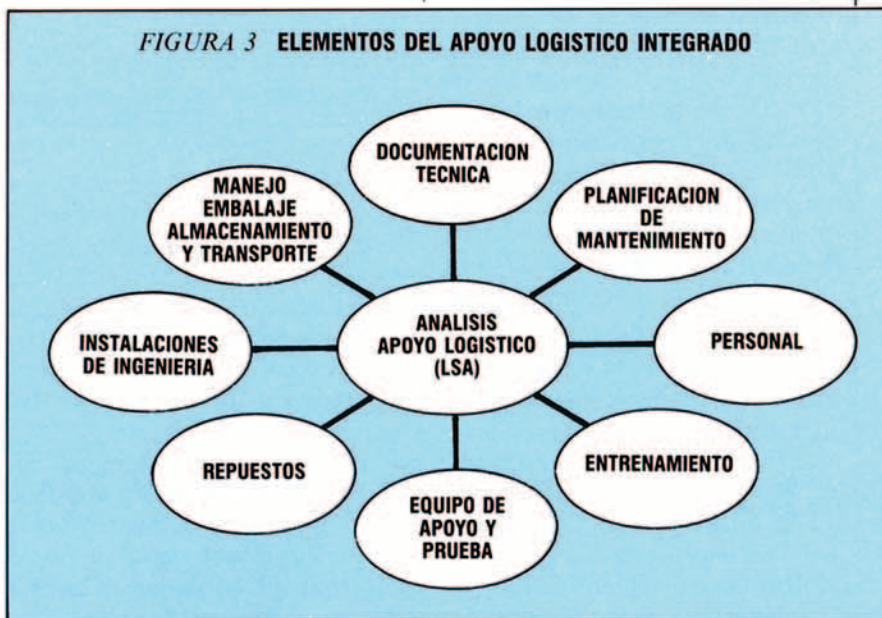 FIGURA 3 ELEMENTOS DEL APOYO LOGISTICO INTEGRADO
DOCUMENTACION
TECNICA
MANEJO
EMBALAJE
ALMACENAMIENTO
Y TRANSPORTE
PLANIFICACION
DE
MANTENIMIENTO
INSTALACIONES
DE INGENIERIA
ANALISIS
APOYO LOGISTICO
(LSA)
PERSONAL
REPUESTOS
ENTRENAMIENTO
EQUIPO DE
APOYO Y
PRUEBA